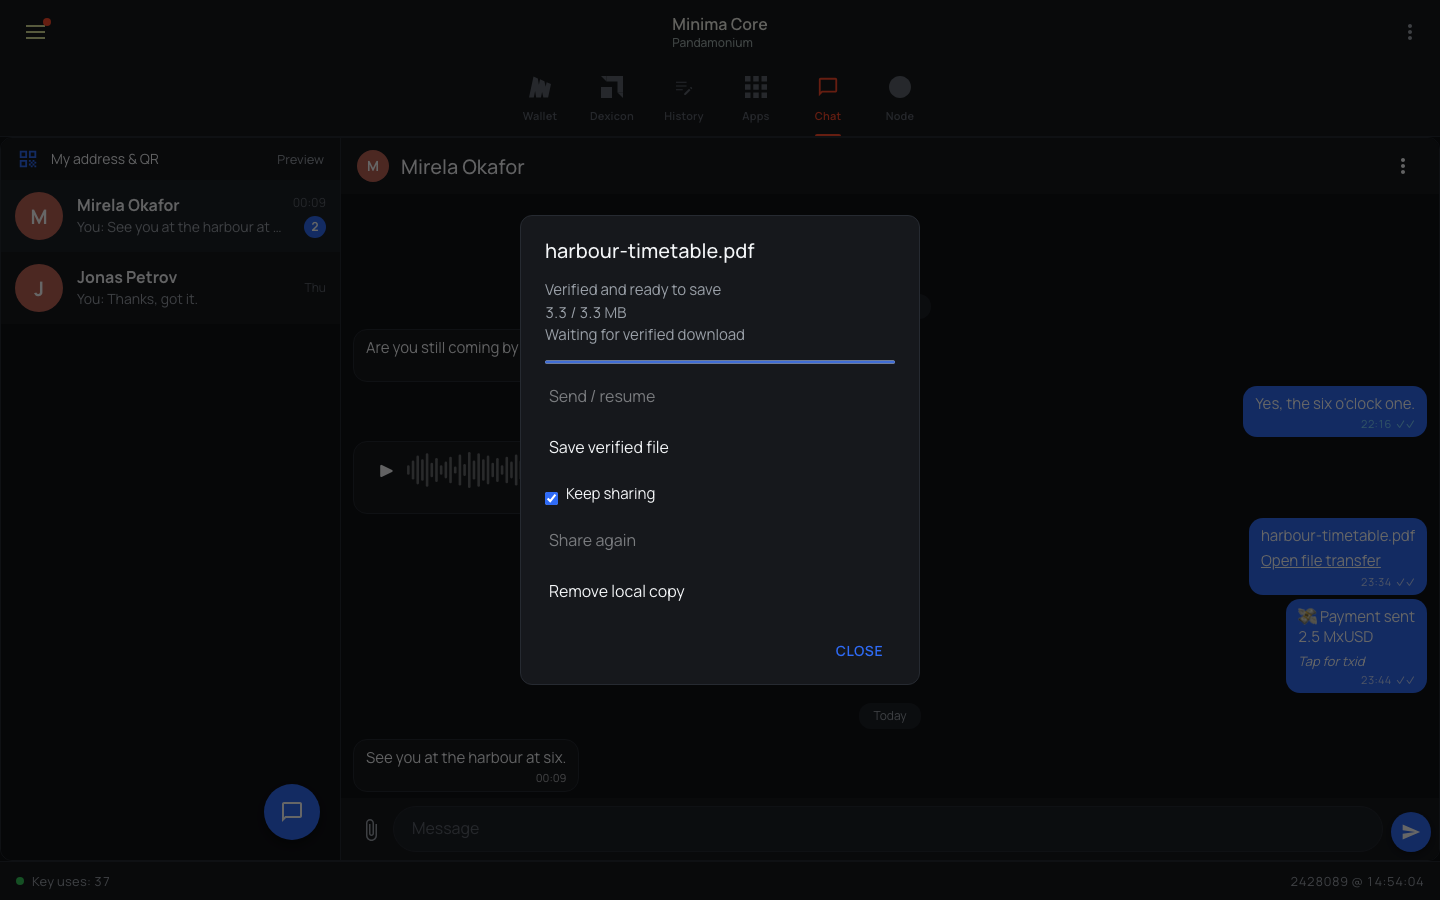 Minima Core
Pandamonium
Wallet
Dexicon
History
Apps
Chat
Node
My address & QR
Preview
M
Mirela Okafor
00:09
You: See you at the harbour at ...
2
J
Jonas Petrov
Thu
You: Thanks, got it.
M
Mirela Okafor
Are you still coming by
Yes, the six o'clock one.
22:16
harbour-timetable.pdf
Open file transfer
23:34
Payment sent
2.5 MxUSD
Tap for txid
23:44
Today
See you at the harbour at six.
00:09
Message
harbour-timetable.pdf
Verified and ready to save
3.3 / 3.3 MB
Waiting for verified download
Send / resume
Save verified file
Keep sharing
Share again
Remove local copy
CLOSE
Key uses: 37
2428089 @ 14:54:04